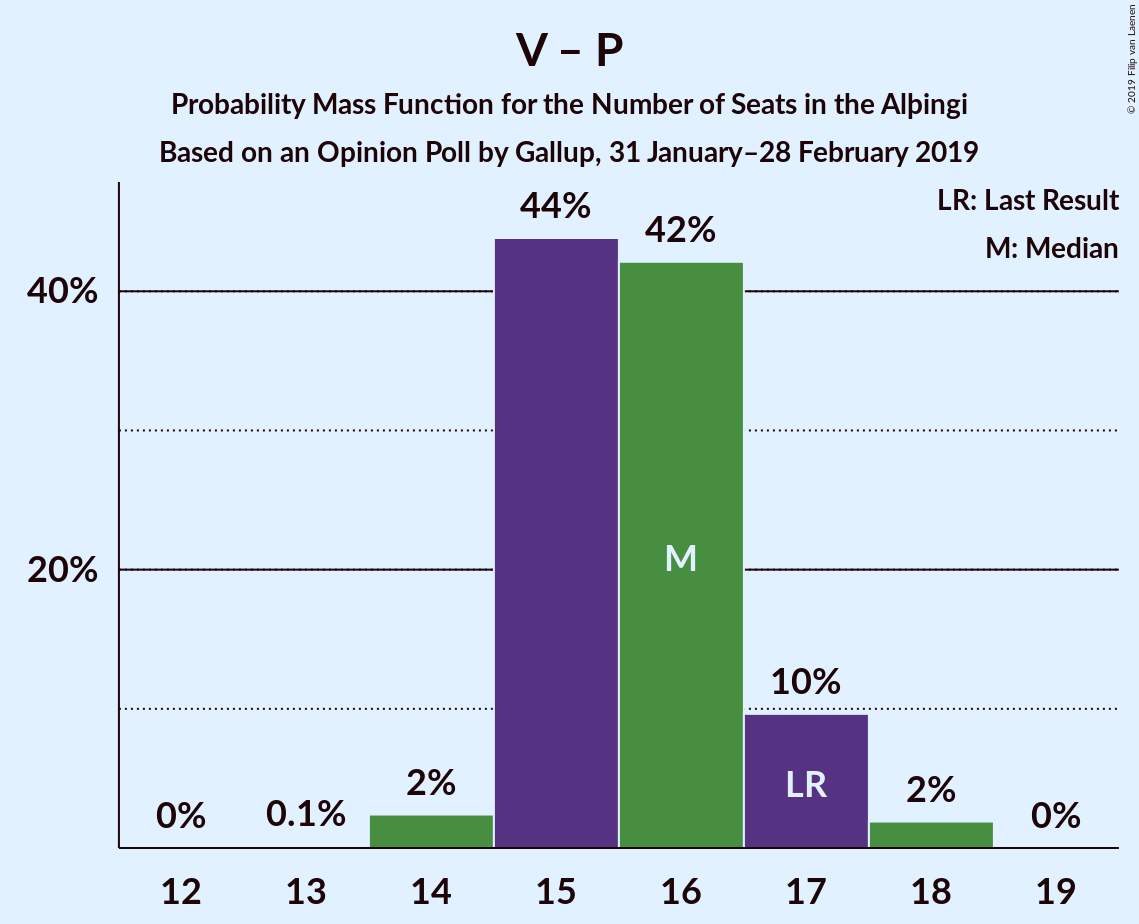 V – P
Probability Mass Function for the Number of Seats in the Alþingi
Based on an Opinion Poll by Gallup, 31 January–28 February 2019
© 2019 Filip van Laenen
LR: Last Result
M: Median
44%
42%
40%
M
20%
10%
LR
2%
2%
0%
0.1%
0%
12 13 14 15 16 17 18 19